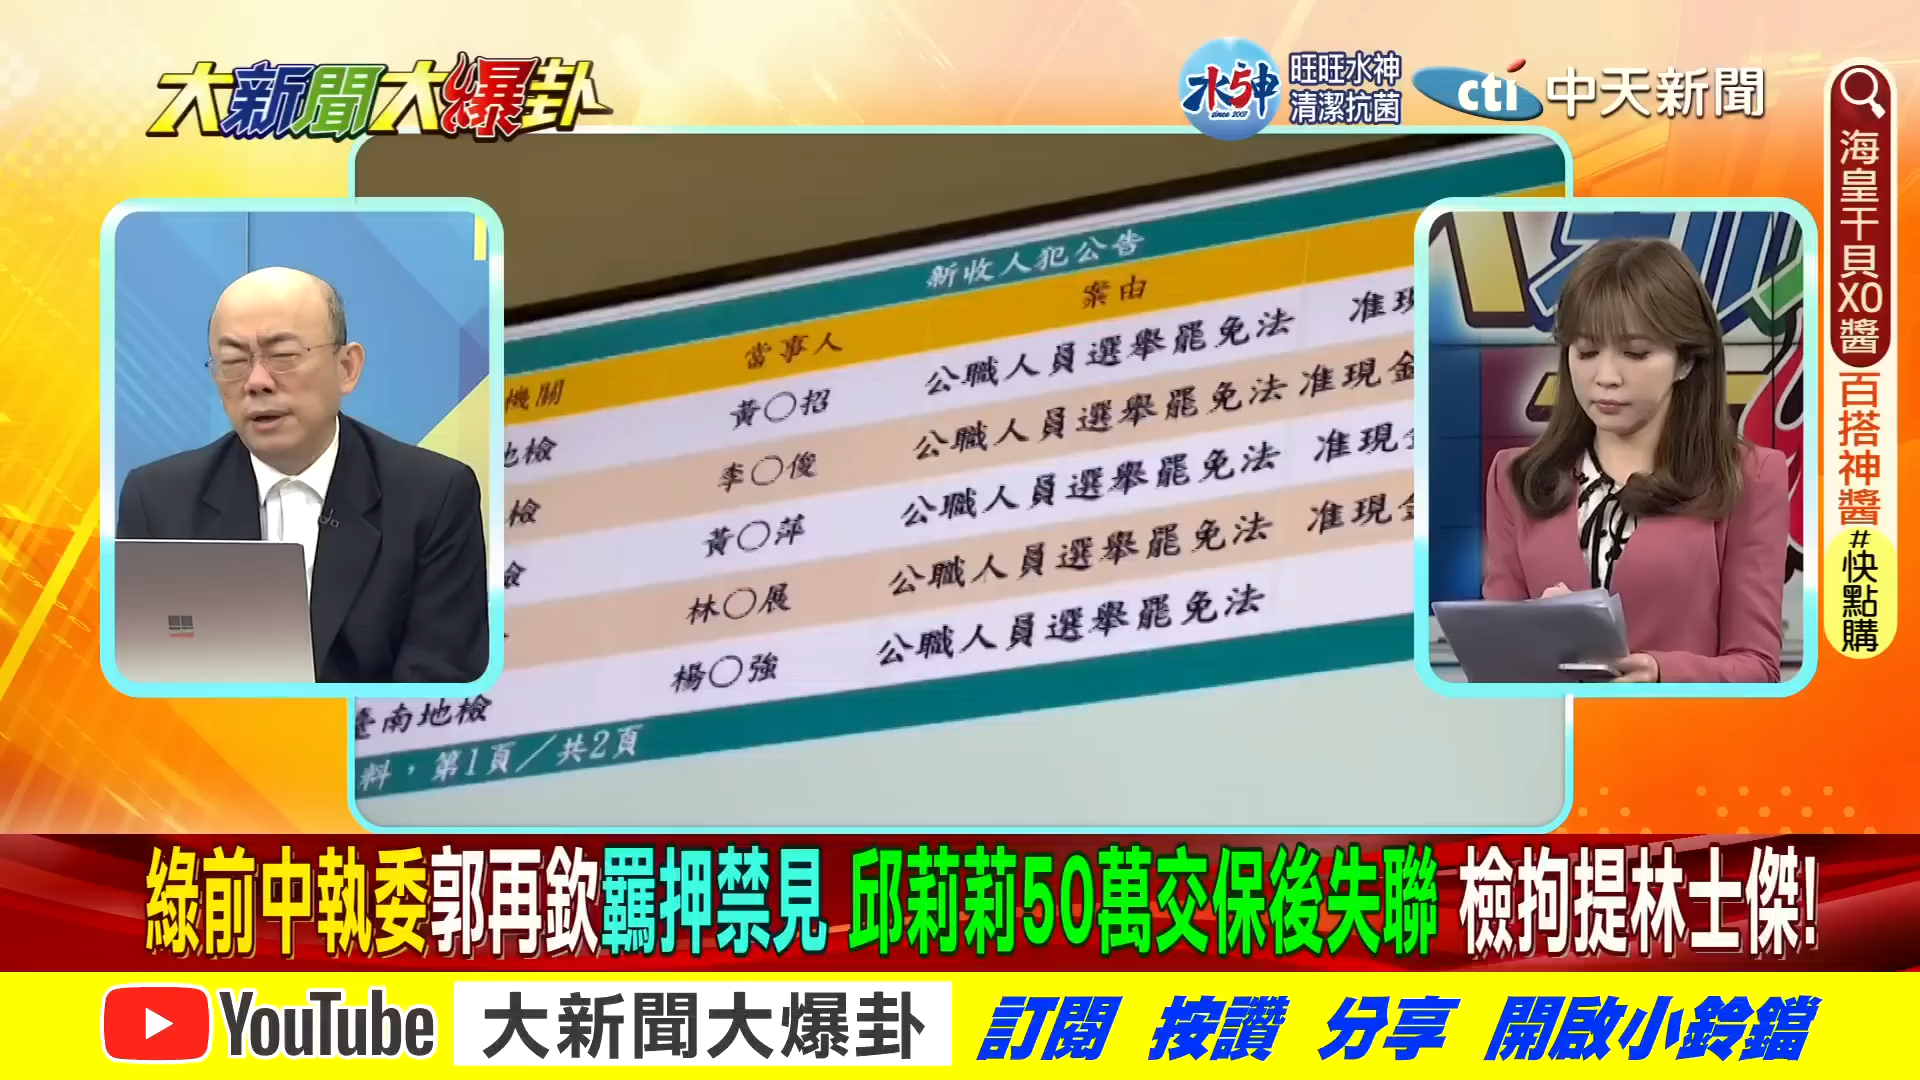 大新聞大爆卦
水神
since 2007
旺旺水神
清潔抗菌
cti 中天新聞
海皇干貝XO醬
百搭神醬
#快點購
新收人犯公告
機關 當事人 案由
地檢 黃○招 公職人員選舉罷免法 准現
檢 李○俊 公職人員選舉罷免法 准現金
檢 黃○萍 公職人員選舉罷免法 准現金
林○展 公職人員選舉罷免法 准現金
臺南地檢 楊○強 公職人員選舉罷免法
料，第1頁／共2頁
綠前中執委郭再欽羈押禁見 邱莉莉50萬交保後失聯 檢拘提林士傑!
YouTube 大新聞大爆卦 訂閱 按讚 分享 開啟小鈴鐺